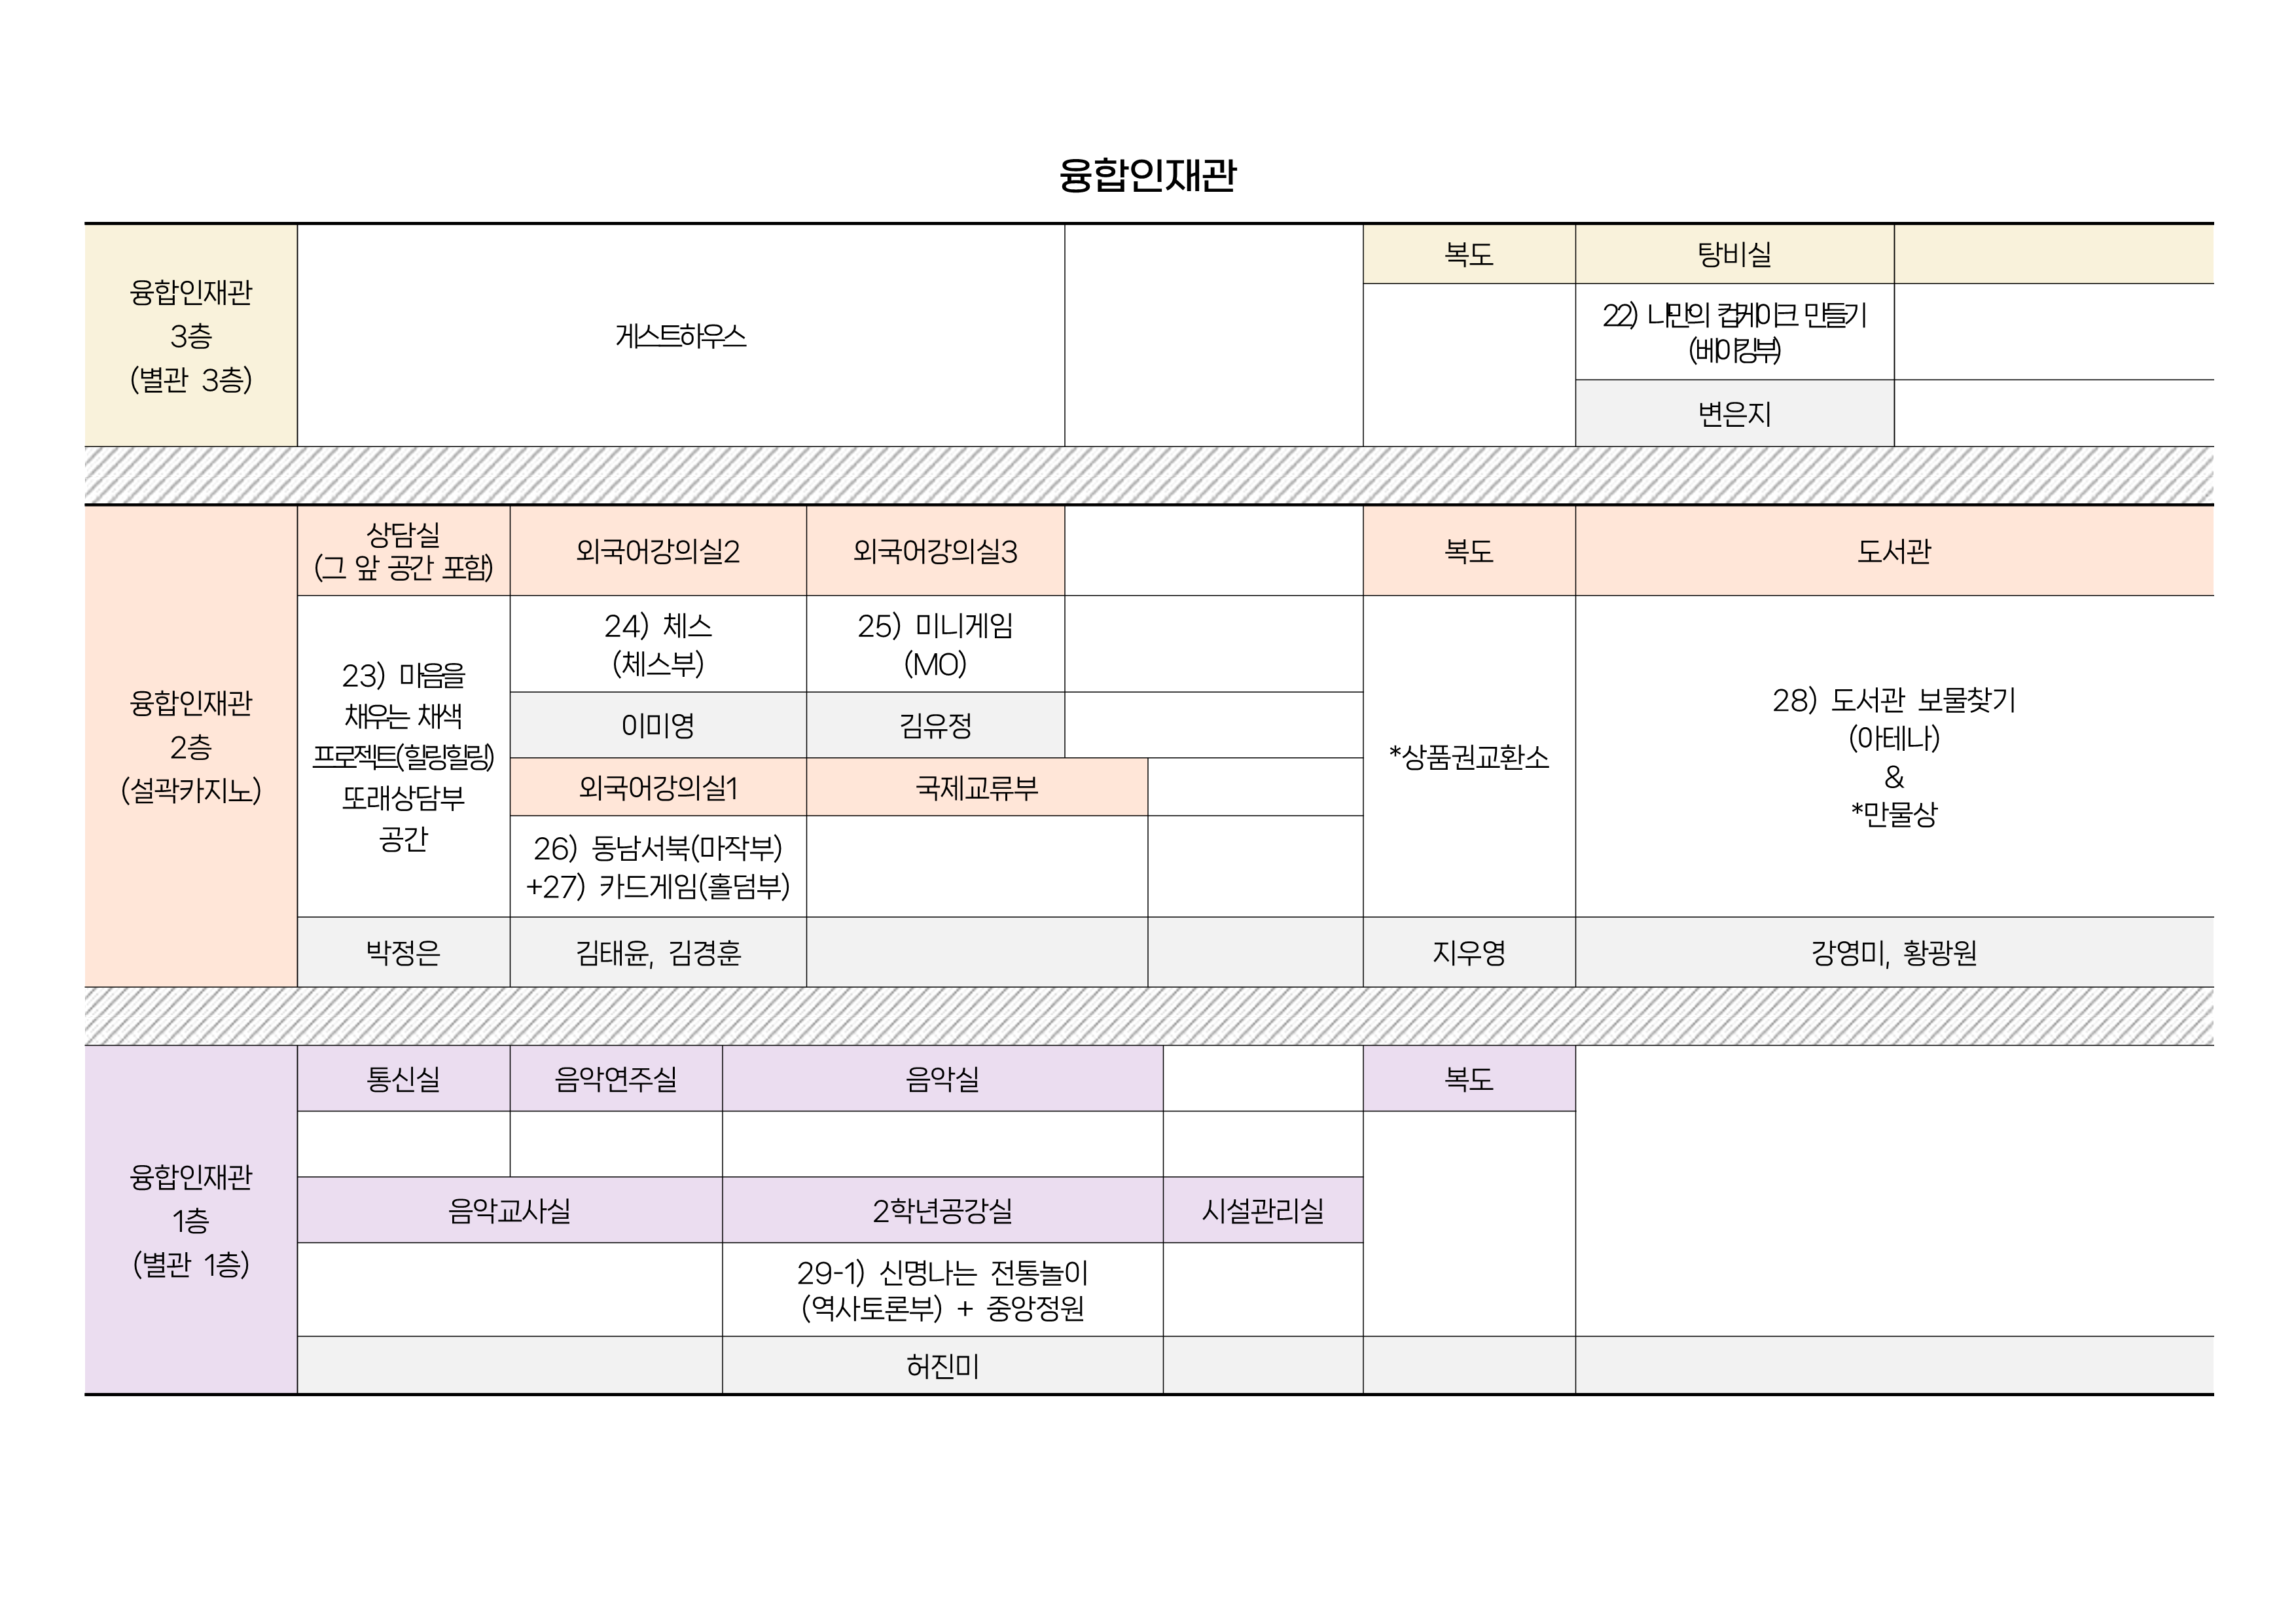 융합인재관
융합인재관
3층
(별관 3층)
게스트하우스
복도
탕비실
22) 나만의 컵케이크 만들기
(베이킹부)
변은지
융합인재관
2층
(설곽카지노)
상담실
(그 앞 공간 포함)
외국어강의실2
외국어강의실3
복도
도서관
23) 마음을
채우는 채색
프로젝트(힐링힐링)
또래상담부
공간
24) 체스
(체스부)
25) 미니게임
(MO)
이미영
김유정
외국어강의실1
국제교류부
26) 동남서북(마작부)
+27) 카드게임(홀덤부)
*상품권교환소
28) 도서관 보물찾기
(아테나)
&
*만물상
박정은
김태윤, 김경훈
지우영
강영미, 황광원
융합인재관
1층
(별관 1층)
통신실
음악연주실
음악실
복도
음악교사실
2학년공강실
시설관리실
29-1) 신명나는 전통놀이
(역사토론부) + 중앙정원
허진미